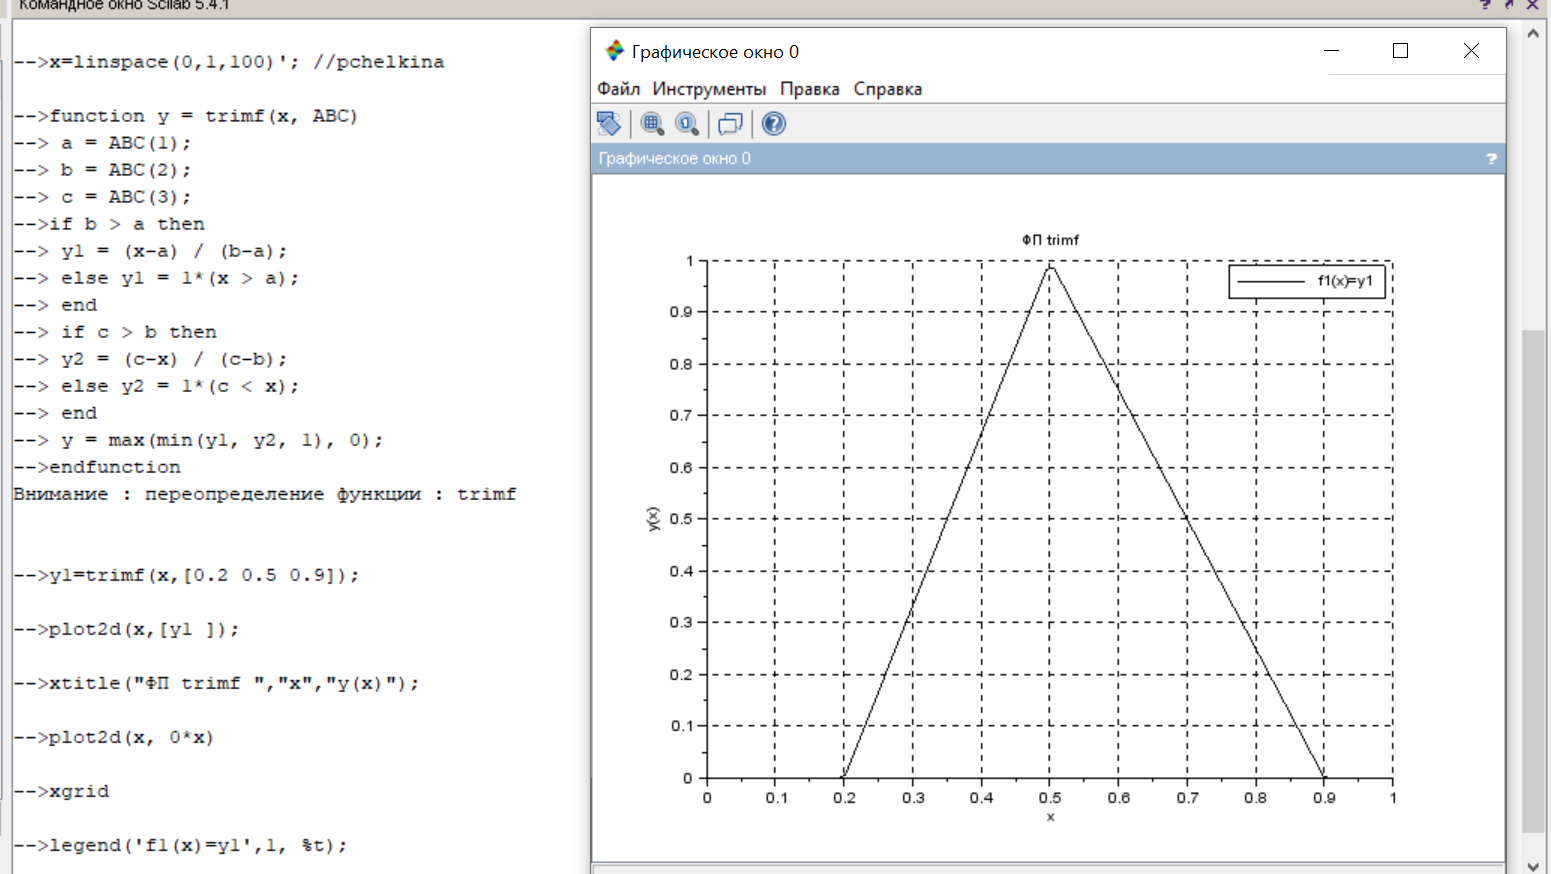 Командное окно Scilab 5.4.1
-->x=linspace(0,1,100)'; //pchelkina
-->function y = trimf(x, ABC)
--> a = ABC(1);
--> b = ABC(2);
--> c = ABC(3);
-->if b > a then
--> y1 = (x-a) / (b-a);
--> else y1 = 1*(x > a);
--> end
--> if c > b then
--> y2 = (c-x) / (c-b);
--> else y2 = 1*(c < x);
--> end
--> y = max(min(y1, y2, 1), 0);
-->endfunction
Внимание : переопределение функции : trimf
-->y1=trimf(x,[0.2 0.5 0.9]);
-->plot2d(x,[y1 ]);
-->xtitle("ФП trimf ","x","y(x)");
-->plot2d(x, 0*x)
-->xgrid
-->legend('f1(x)=y1',1, %t);
Графическое окно 0
Файл Инструменты Правка Справка
Графическое окно 0
ФП trimf
f1(x)=y1
1
0.9
0.8
0.7
0.6
0.5
0.4
0.3
0.2
0.1
0
y(x)
0 0.1 0.2 0.3 0.4 0.5 0.6 0.7 0.8 0.9 1
x